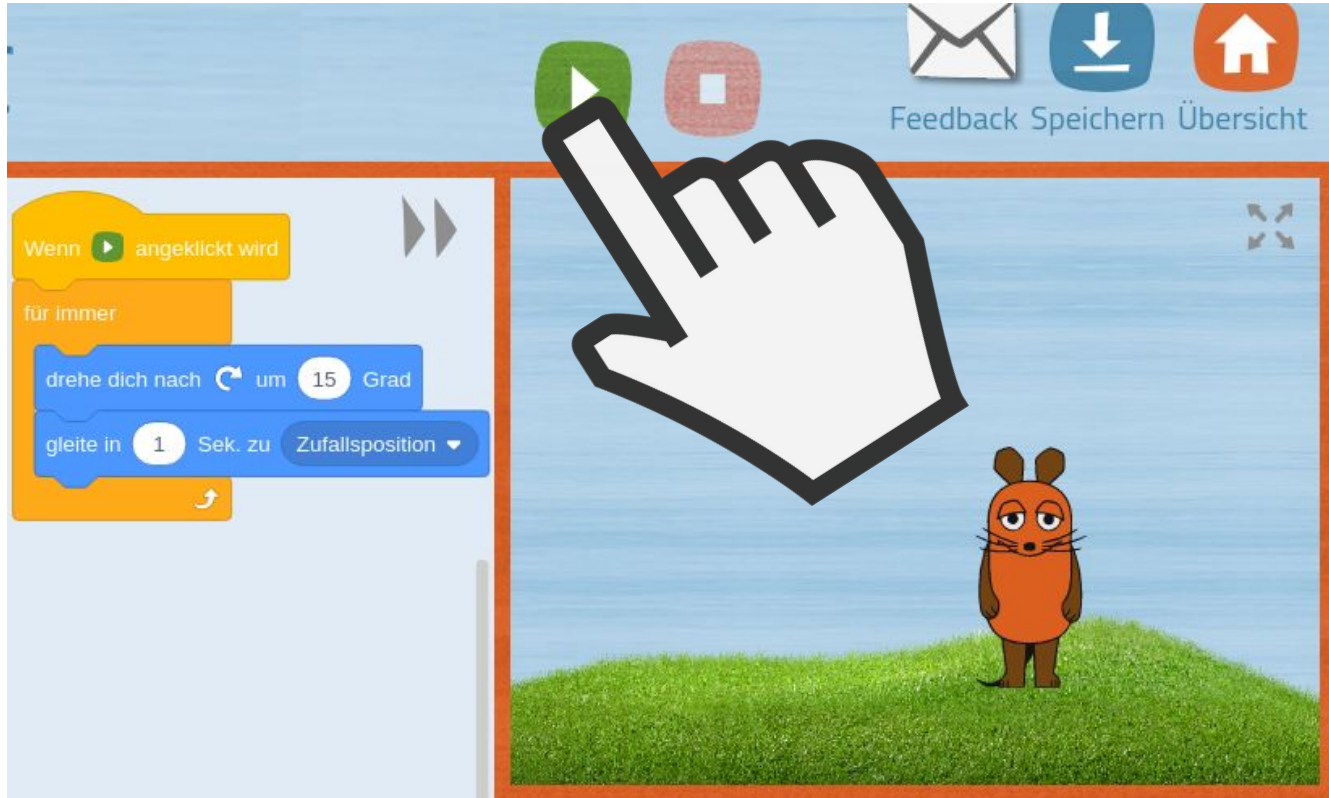 Feedback Speichern Übersicht
Wenn angeklickt wird
für immer
drehe dich nach um 15 Grad
gleite in 1 Sek. zu Zufallsposition